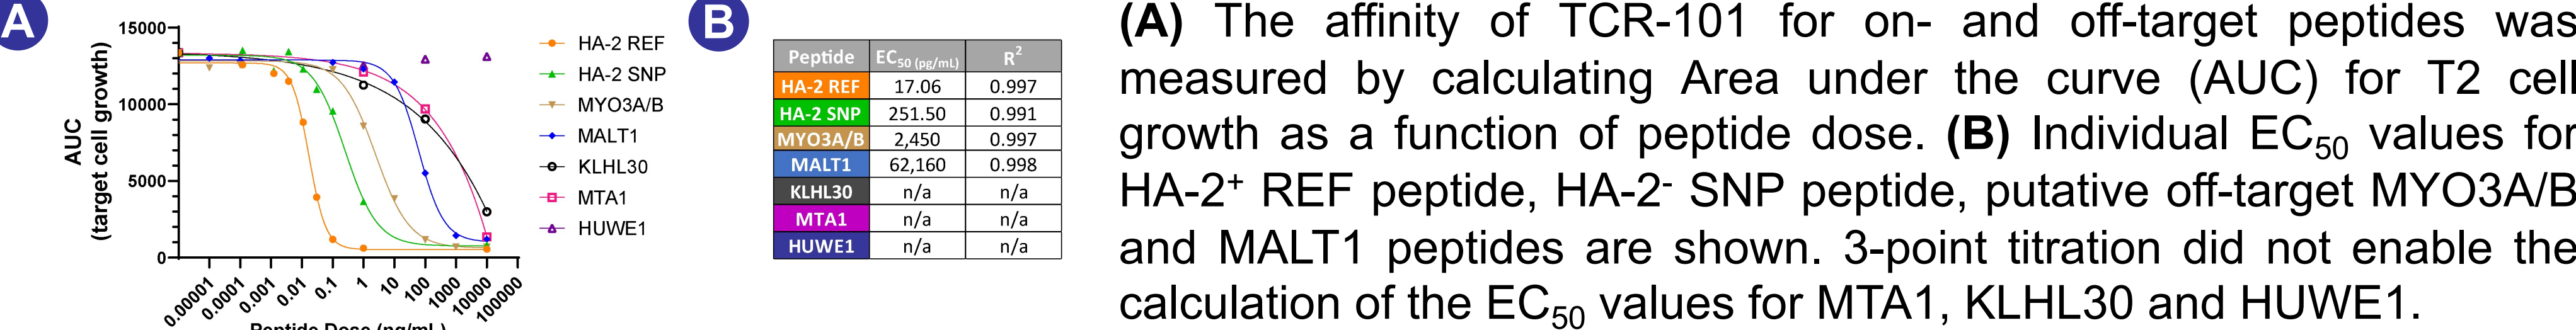 A
15000
10000
5000
0
AUC
(target cell growth)
0.00001
0.0001
0.001
0.01
0.1
1
10
100
1000
10000
100000
Peptide Dose (ng/mL)
HA-2 REF
HA-2 SNP
MYO3A/B
MALT1
KLHL30
MTA1
HUWE1
B
Peptide EC50 (pg/mL) R2
HA-2 REF 17.06 0.997
HA-2 SNP 251.50 0.991
MYO3A/B 2,450 0.997
MALT1 62,160 0.998
KLHL30 n/a n/a
MTA1 n/a n/a
HUWE1 n/a n/a
(A) The affinity of TCR-101 for on- and off-target peptides was
measured by calculating Area under the curve (AUC) for T2 cell
growth as a function of peptide dose. (B) Individual EC50 values for
HA-2+ REF peptide, HA-2- SNP peptide, putative off-target MYO3A/B
and MALT1 peptides are shown. 3-point titration did not enable the
calculation of the EC50 values for MTA1, KLHL30 and HUWE1.